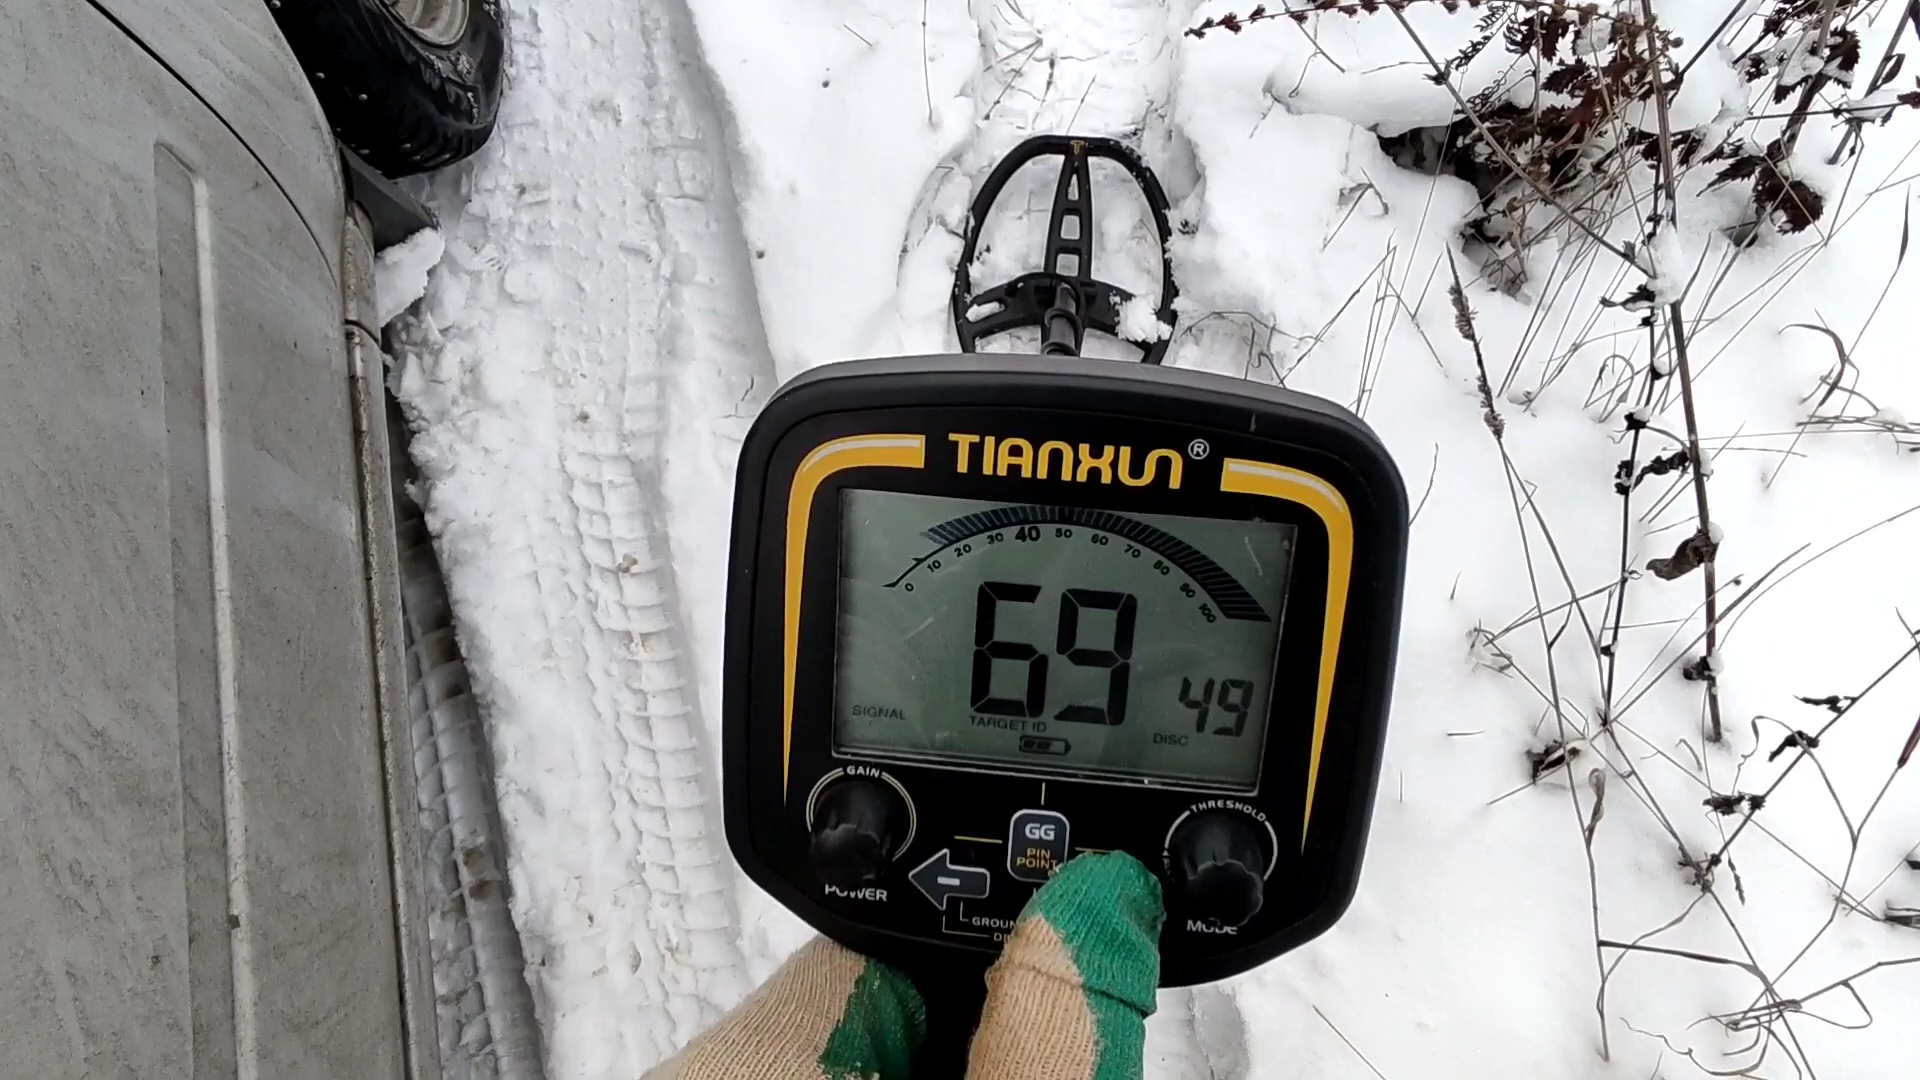 TIANXUN®
0 10 20 30 40 50 60 70 80 90 100
69
49
SIGNAL
TARGET ID
DISC
GAIN
THRESHOLD
GG
PIN
POINT
-
POWER
MODE